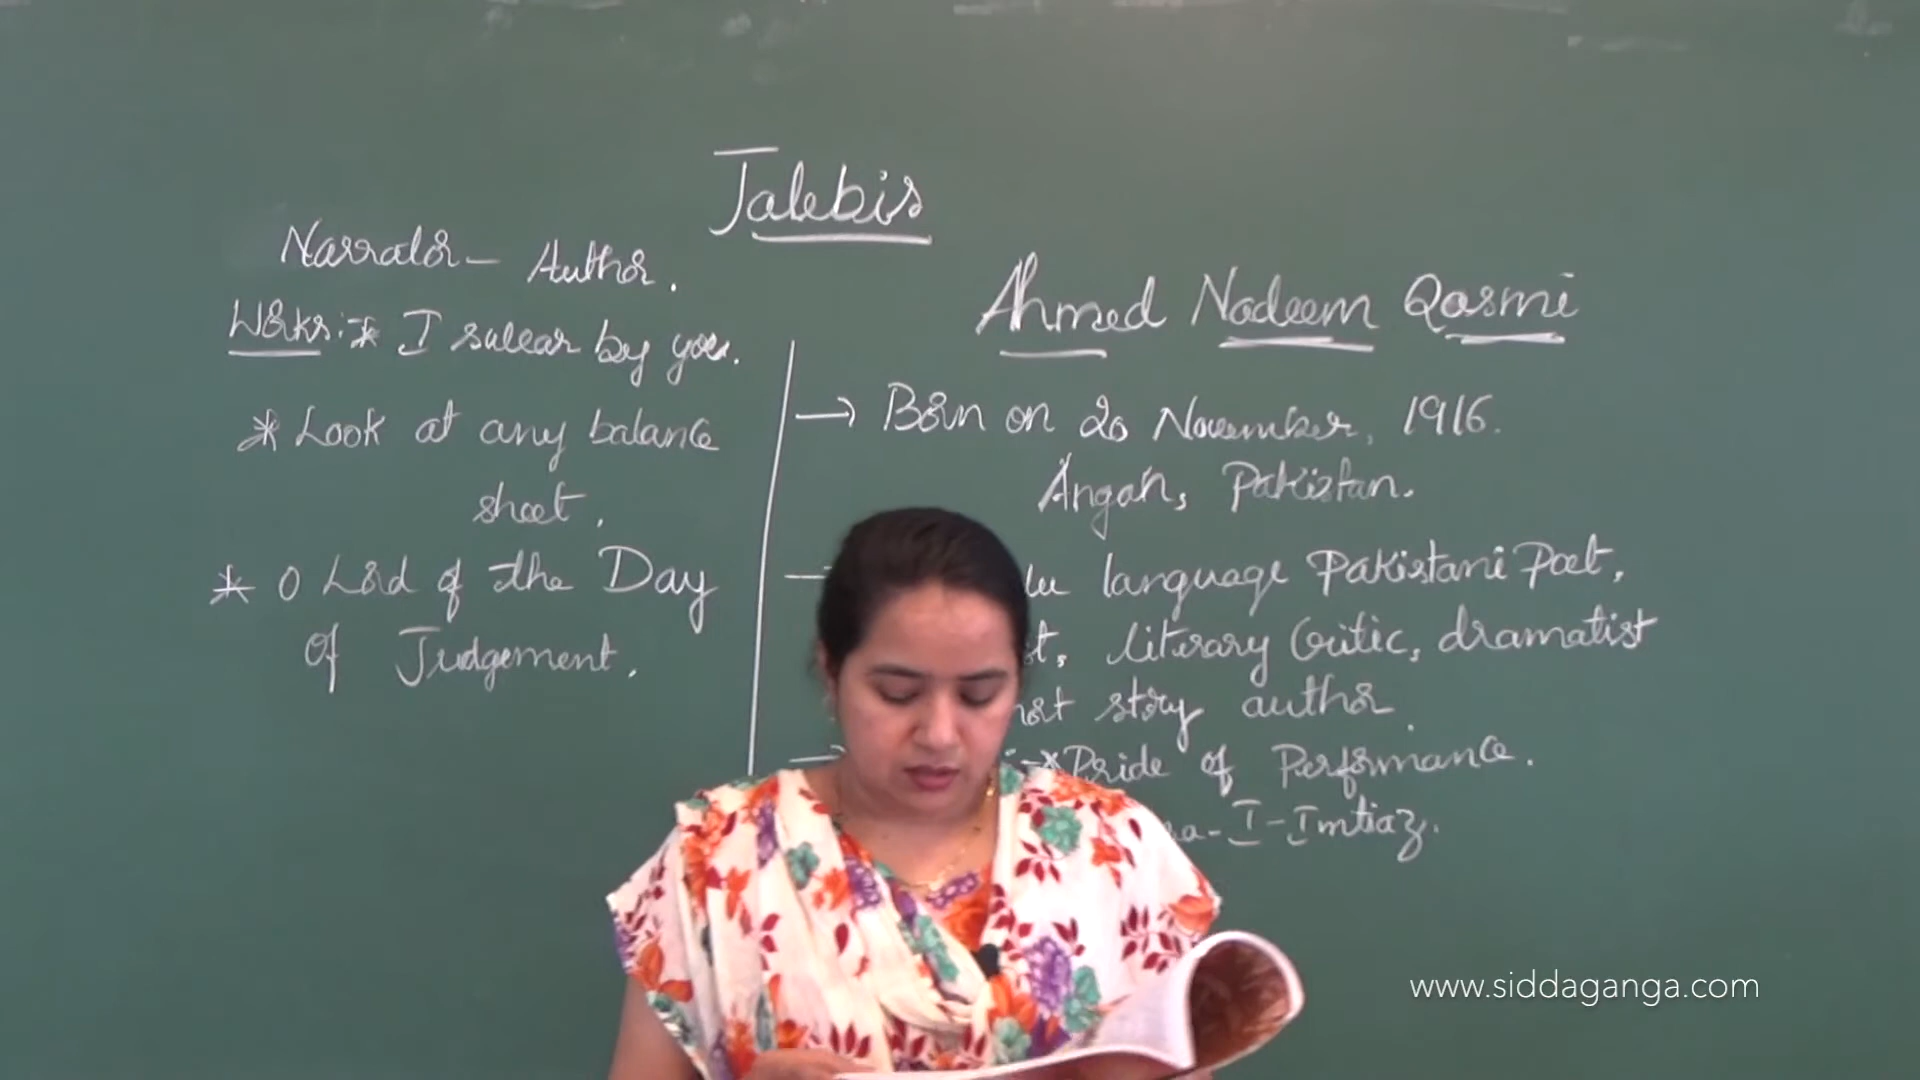 Jalebis
Narrator - Author.
Works: * I swear by you.
* Look at any balance
sheet.
* O Lord of the Day
of Judgement.
Ahmed Nadeem Qasmi
→ Born on 20 November, 1916.
Angah, Pakistan.
language Pakistani Poet,
literary Critic, dramatist
story author.
* Pride of Performance.
-I-Imtiaz.
www.siddaganga.com